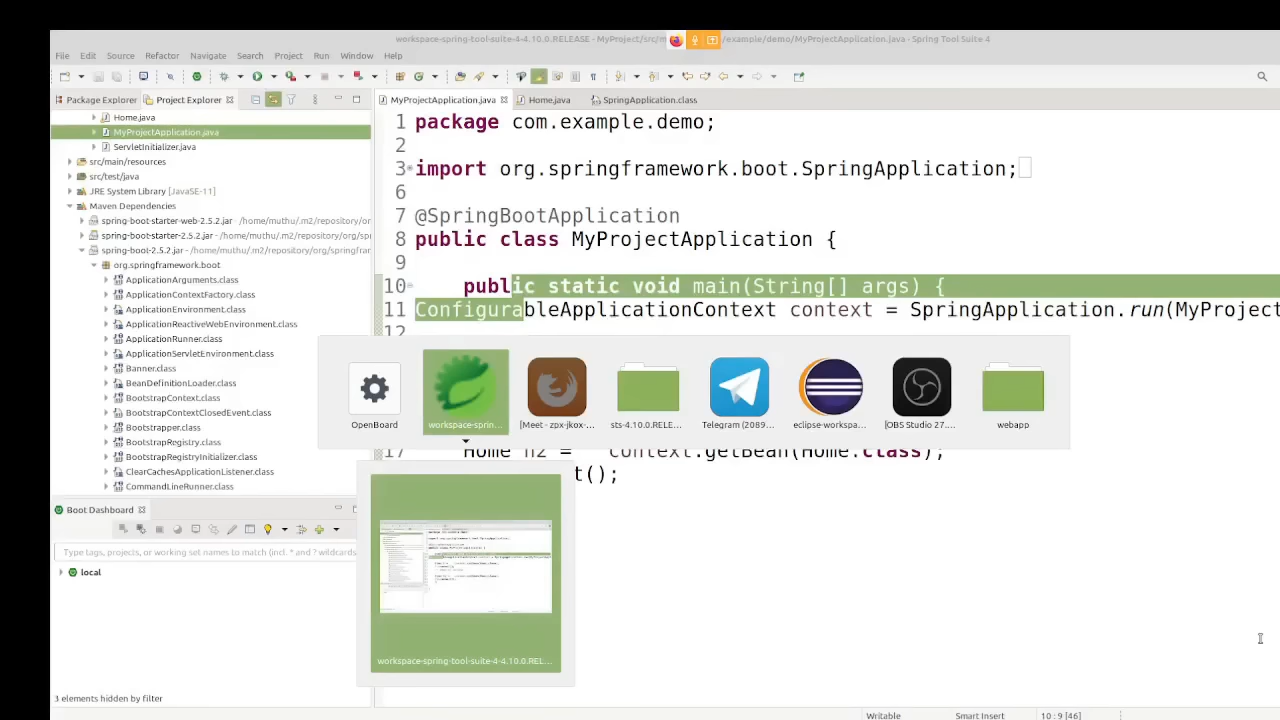 workspace-spring-tool-suite-4-4.10.0.RELEASE - MyProject/src/m /example/demo/MyProjectApplication.java - Spring Tool Suite 4
File Edit Source Refactor Navigate Search Project Run Window Help
Package Explorer Project Explorer
MyProjectApplication.java Home.java SpringApplication.class
Home.java
MyProjectApplication.java
ServletInitializer.java
src/main/resources
src/test/java
JRE System Library [JavaSE-11]
Maven Dependencies
spring-boot-starter-web-2.5.2.jar - /home/muthu/.m2/repository/or
spring-boot-starter-2.5.2.jar - /home/muthu/.m2/repository/org/sp
spring-boot-2.5.2.jar - /home/muthu/.m2/repository/org/springfram
org.springframework.boot
ApplicationArguments.class
ApplicationContextFactory.class
ApplicationEnvironment.class
ApplicationReactiveWebEnvironment.class
ApplicationRunner.class
ApplicationServletEnvironment.class
Banner.class
BeanDefinitionLoader.class
BootstrapContext.class
BootstrapContextClosedEvent.class
Bootstrapper.class
BootstrapRegistry.class
BootstrapRegistryInitializer.class
ClearCachesApplicationListener.class
CommandLineRunner.class
1 package com.example.demo;
2
3 import org.springframework.boot.SpringApplication;
6
7 @SpringBootApplication
8 public class MyProjectApplication {
9
10 public static void main(String[] args) {
11 ConfigurableApplicationContext context = SpringApplication.run(MyProject
12
17 Home h2 = context.getBean(Home.class);
t();
OpenBoard
workspace-sprin...
[Meet - zpx-jkox-...
sts-4.10.0.RELE...
Telegram (2089...
eclipse-workspa...
[OBS Studio 27....
webapp
workspace-spring-tool-suite-4-4.10.0.REL...
Boot Dashboard
Type tags, projects, or working set names to match (incl. * and ? wildcards
local
3 elements hidden by filter
Writable Smart Insert 10 : 9 [46]